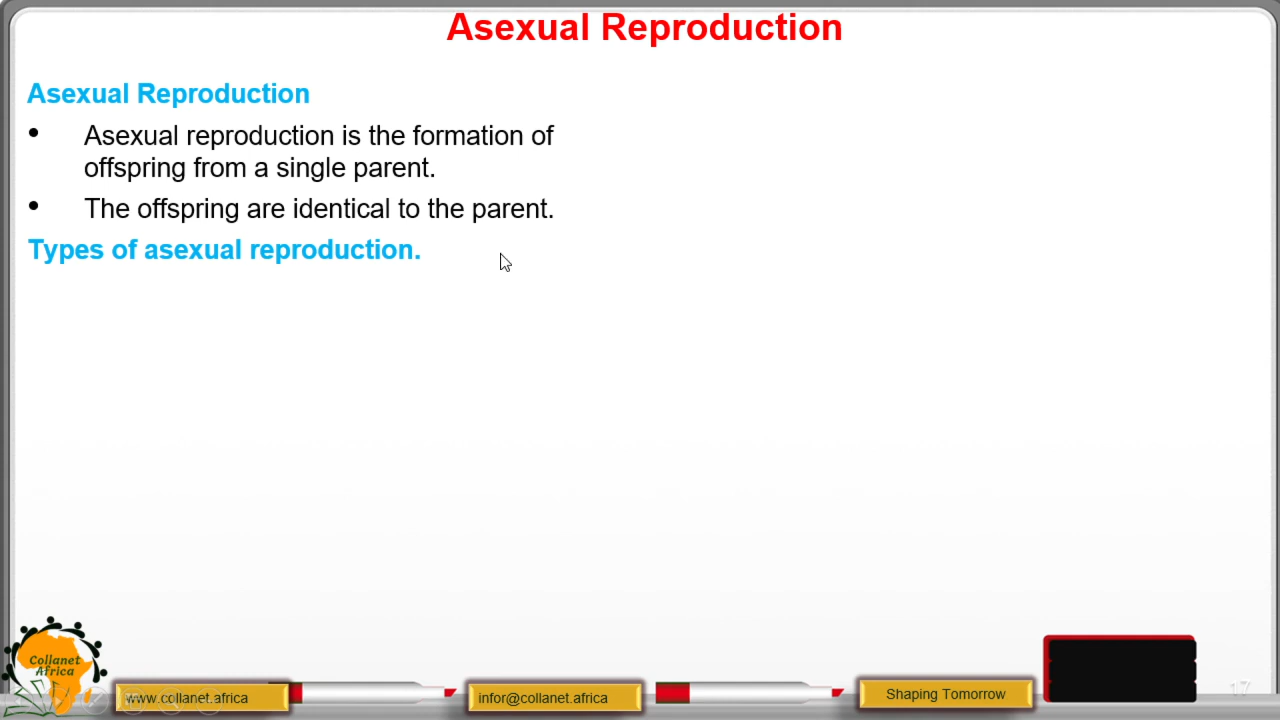 Asexual Reproduction
Asexual Reproduction
• Asexual reproduction is the formation of
offspring from a single parent.
• The offspring are identical to the parent.
Types of asexual reproduction.
Collanet
Africa
www.collanet.africa
infor@collanet.africa
Shaping Tomorrow
17